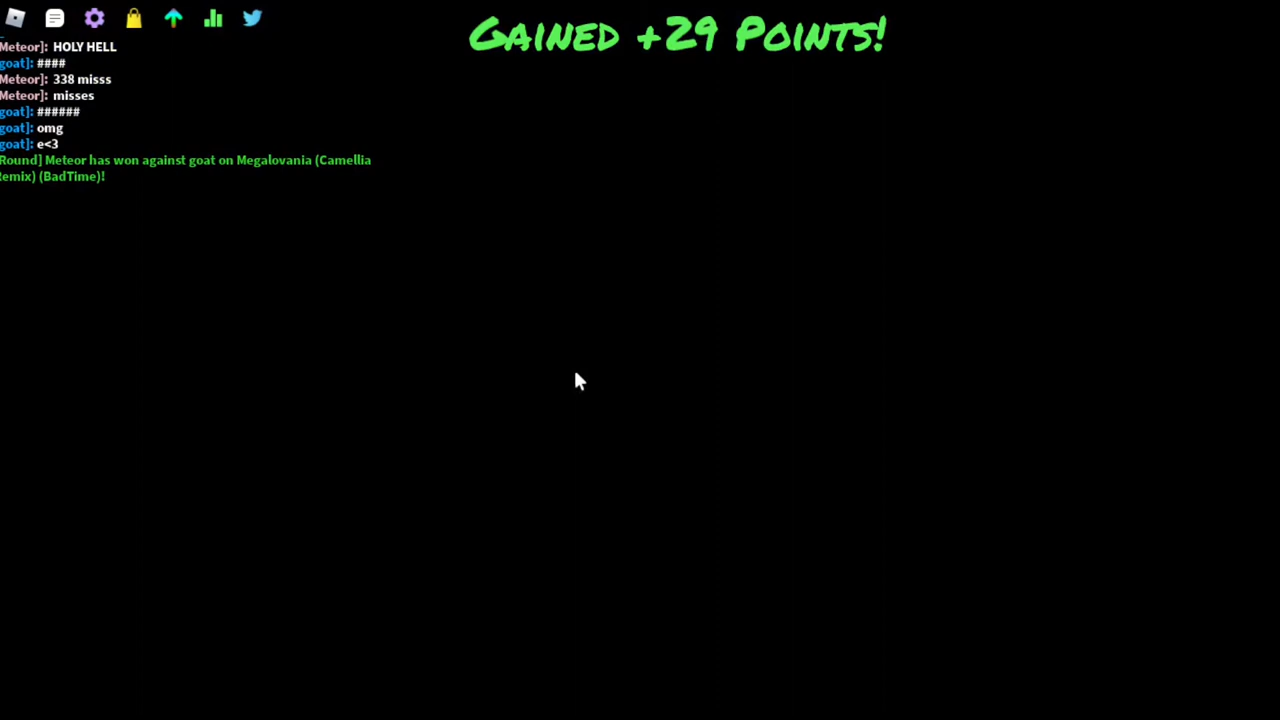 GAINED +29 POINTS!
Meteor]: HOLY HELL
goat]: ####
Meteor]: 338 misss
Meteor]: misses
goat]: ######
goat]: omg
goat]: e<3
Round] Meteor has won against goat on Megalovania (Camellia
emix) (BadTime)!